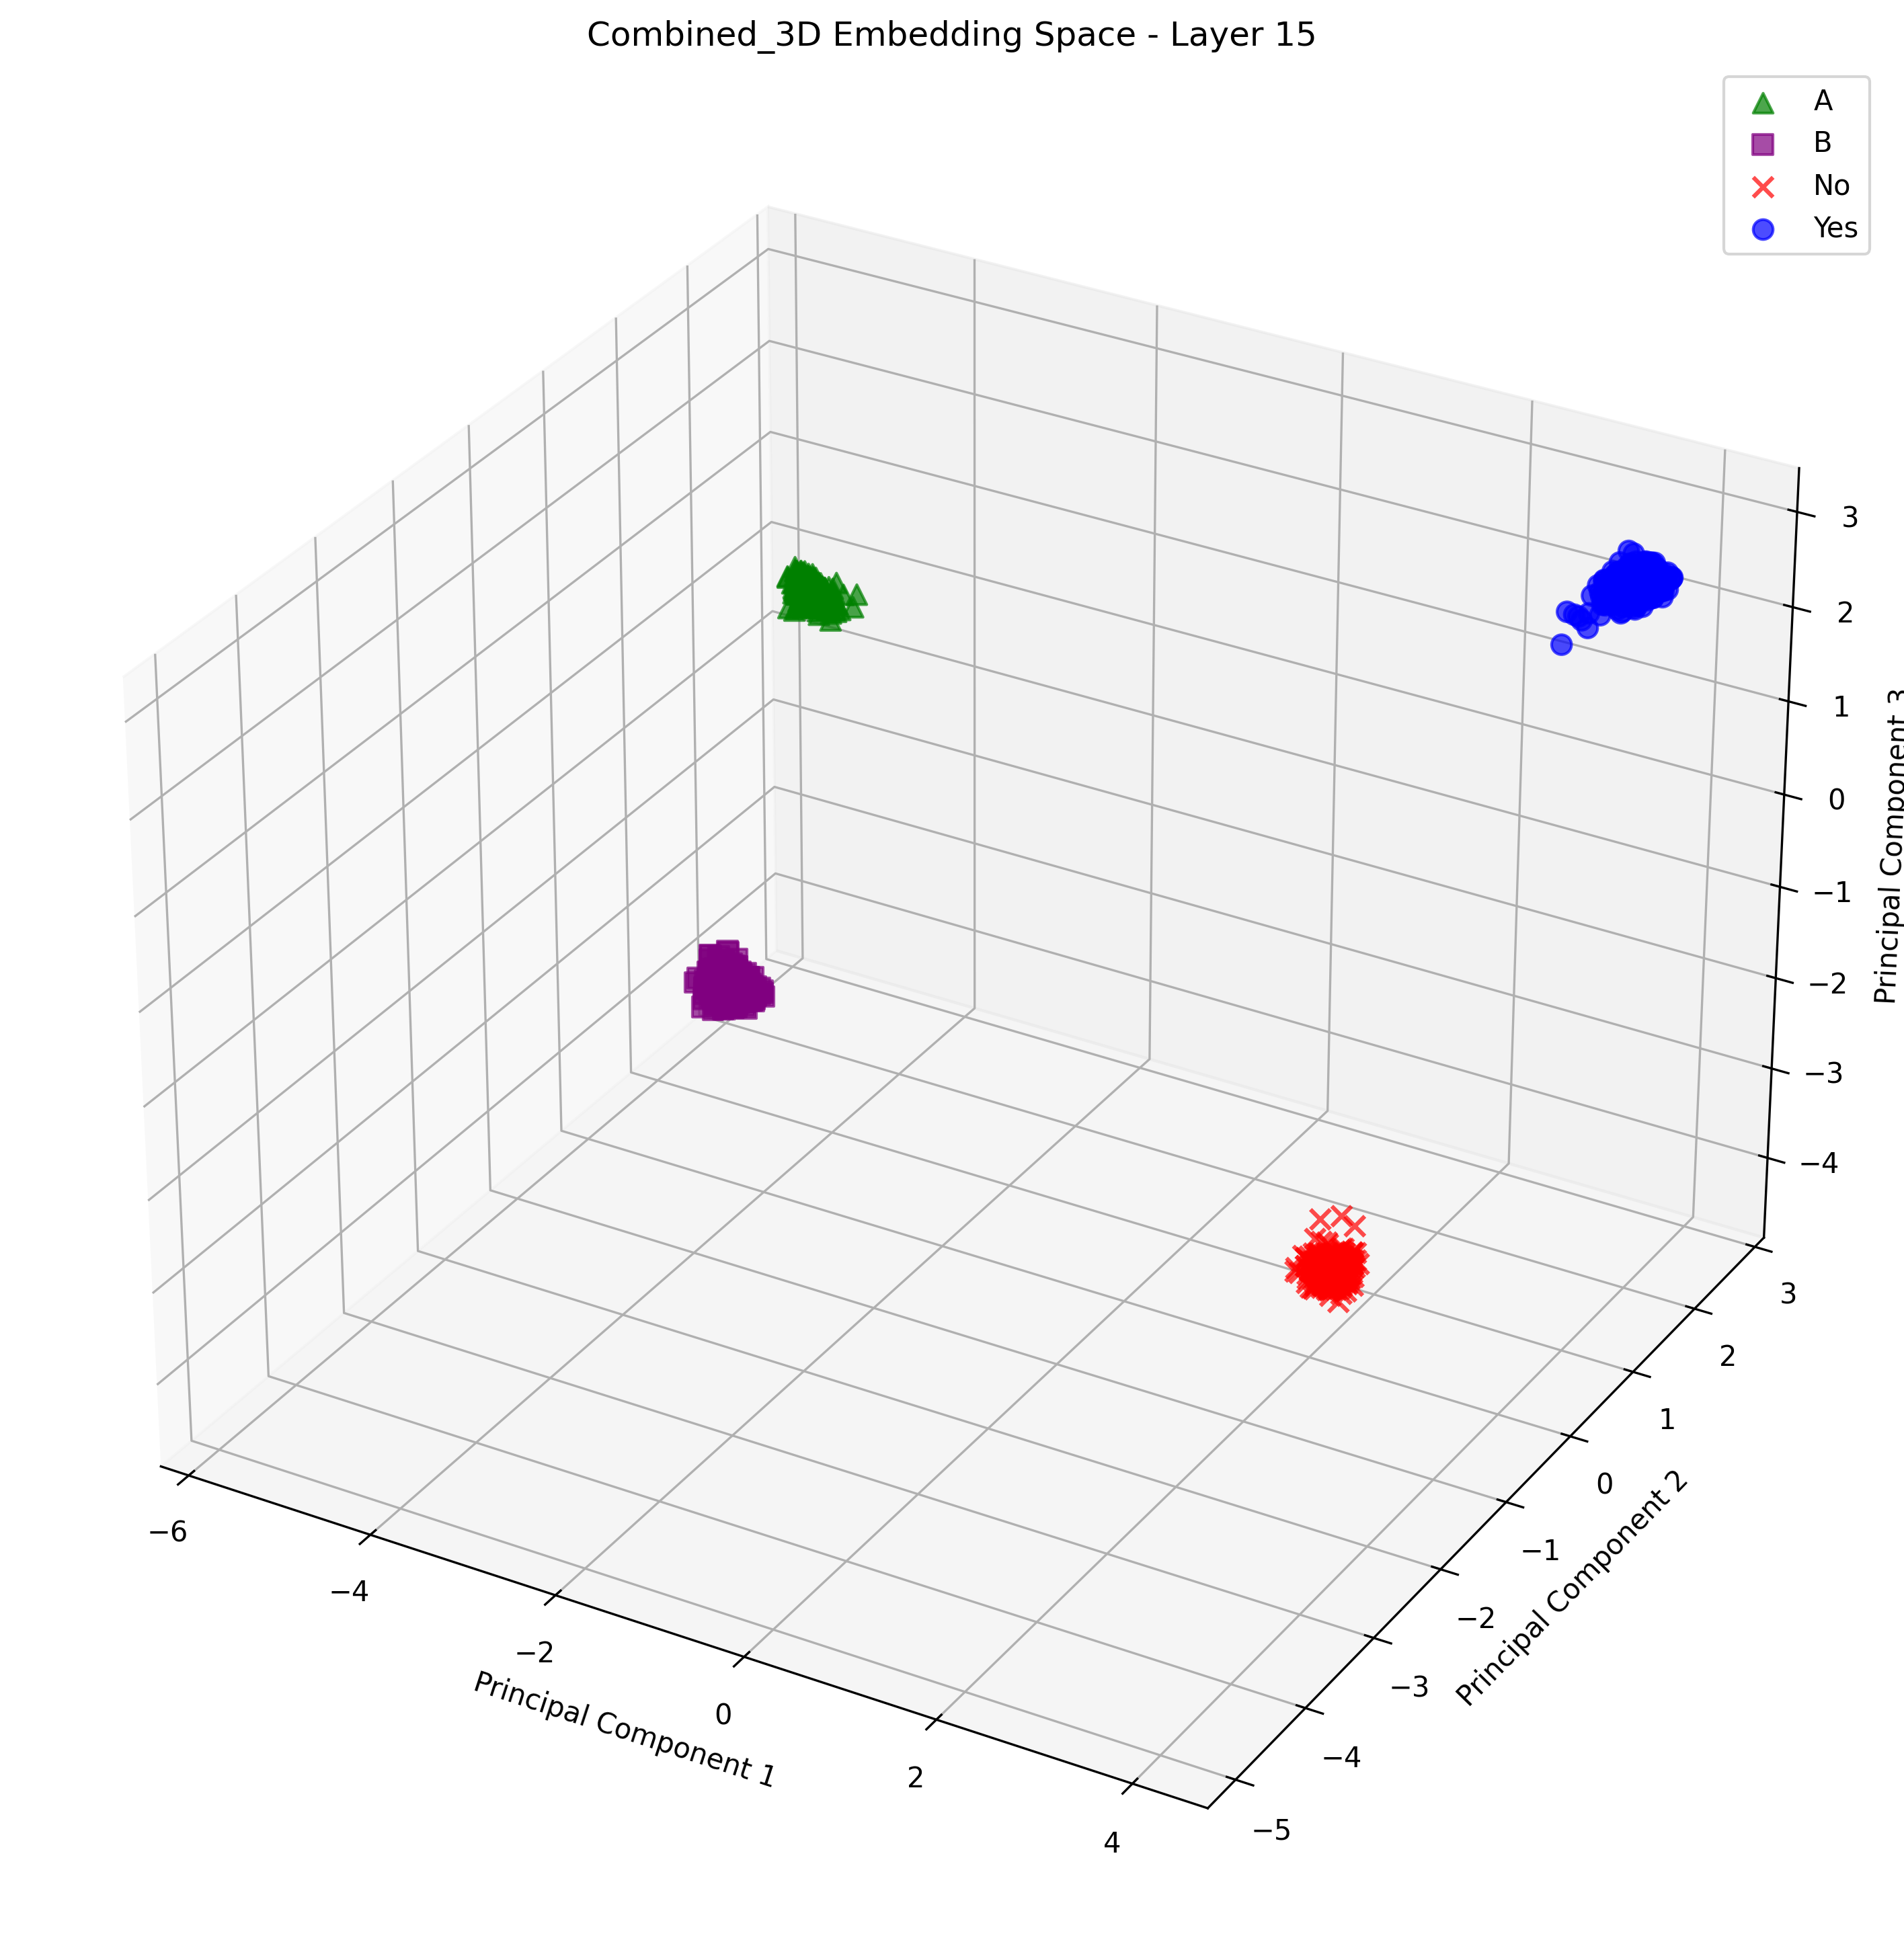 Combined_3D Embedding Space - Layer 15
A
B
No
Yes
3
2
1
0
−1
−2
−3
−4
Principal Component 3
3
2
1
0
−1
−2
−3
−4
−5
Principal Component 2
−6
−4
−2
0
2
4
Principal Component 1